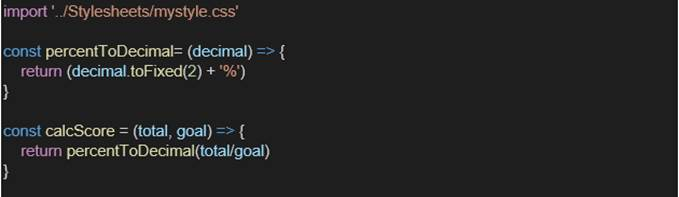 import '../Stylesheets/mystyle.css'
const percentToDecimal= (decimal) => {
return (decimal.toFixed(2) + '%')
}
const calcScore = (total, goal) => {
return percentToDecimal(total/goal)
}